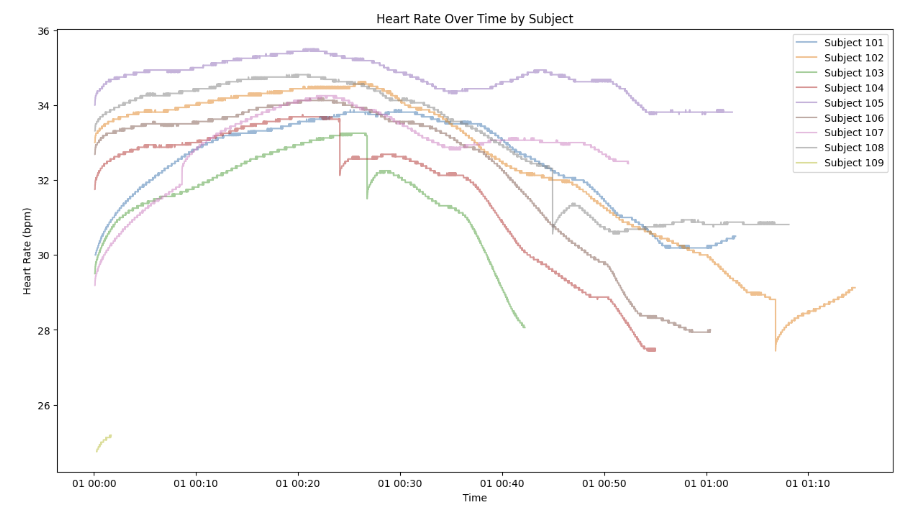 Heart Rate Over Time by Subject
36
34
32
30
28
26
Heart Rate (bpm)
01 00:00
01 00:10
01 00:20
01 00:30
01 00:40
01 00:50
01 01:00
01 01:10
Time
Subject 101
Subject 102
Subject 103
Subject 104
Subject 105
Subject 106
Subject 107
Subject 108
Subject 109